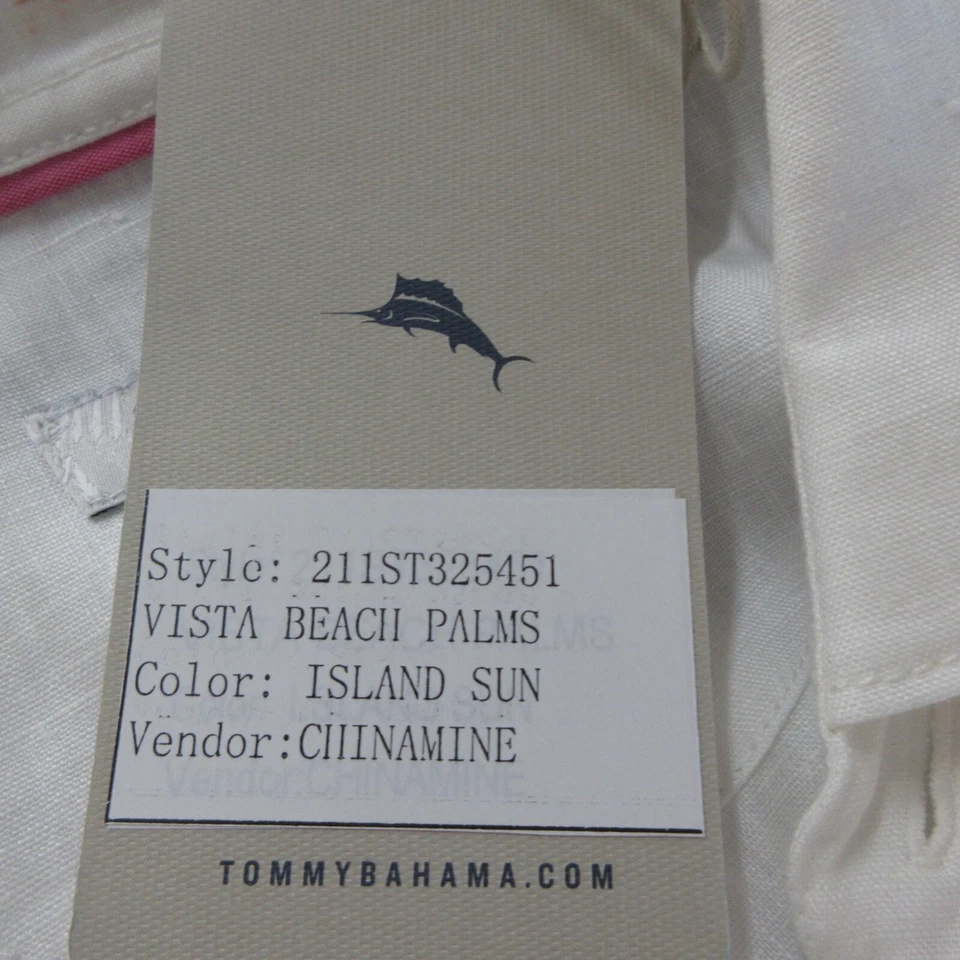 Style: 211ST325451
VISTA BEACH PALMS
Color: ISLAND SUN
Vendor:CHINAMINE
TOMMYBAHAMA.COM